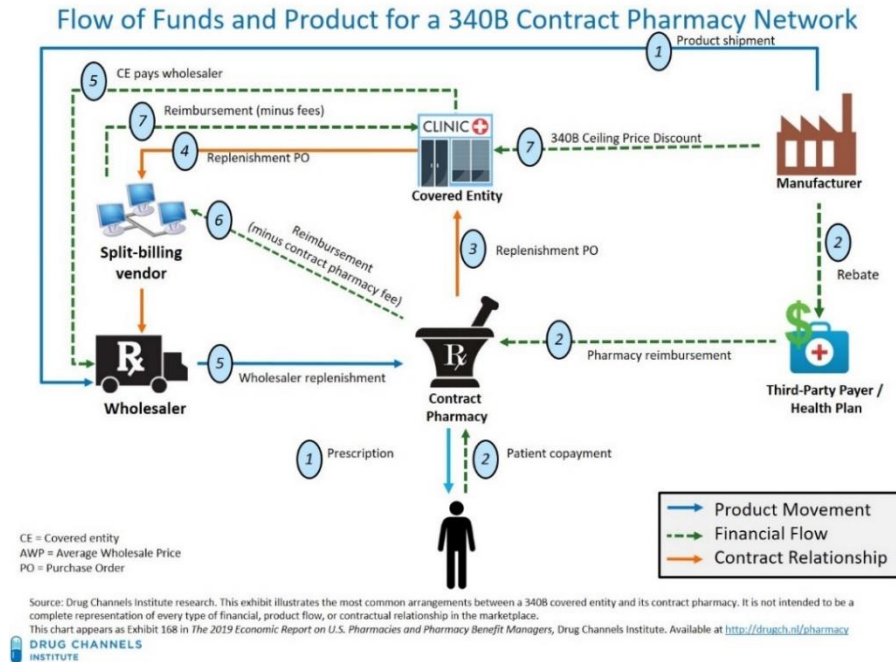 Flow of Funds and Product for a 340B Contract Pharmacy Network
1
Product shipment
5
CE pays wholesaler
7
Reimbursement (minus fees)
CLINIC
4
Replenishment PO
Covered Entity
7
340B Ceiling Price Discount
Manufacturer
Split-billing
vendor
6
Reimbursement
(minus contract pharmacy fee)
3
Replenishment PO
2
Rebate
$
Rx
Wholesaler
5
Wholesaler replenishment
Rx
Contract
Pharmacy
2
Pharmacy reimbursement
Third-Party Payer /
Health Plan
1
Prescription
2
Patient copayment
Product Movement
Financial Flow
Contract Relationship
CE = Covered entity
AWP = Average Wholesale Price
PO = Purchase Order
Source: Drug Channels Institute research. This exhibit illustrates the most common arrangements between a 340B covered entity and its contract pharmacy. It is not intended to be a
complete representation of every type of financial, product flow, or contractual relationship in the marketplace.
This chart appears as Exhibit 168 in The 2019 Economic Report on U.S. Pharmacies and Pharmacy Benefit Managers, Drug Channels Institute. Available at http://drugch.nl/pharmacy
DRUG CHANNELS
INSTITUTE